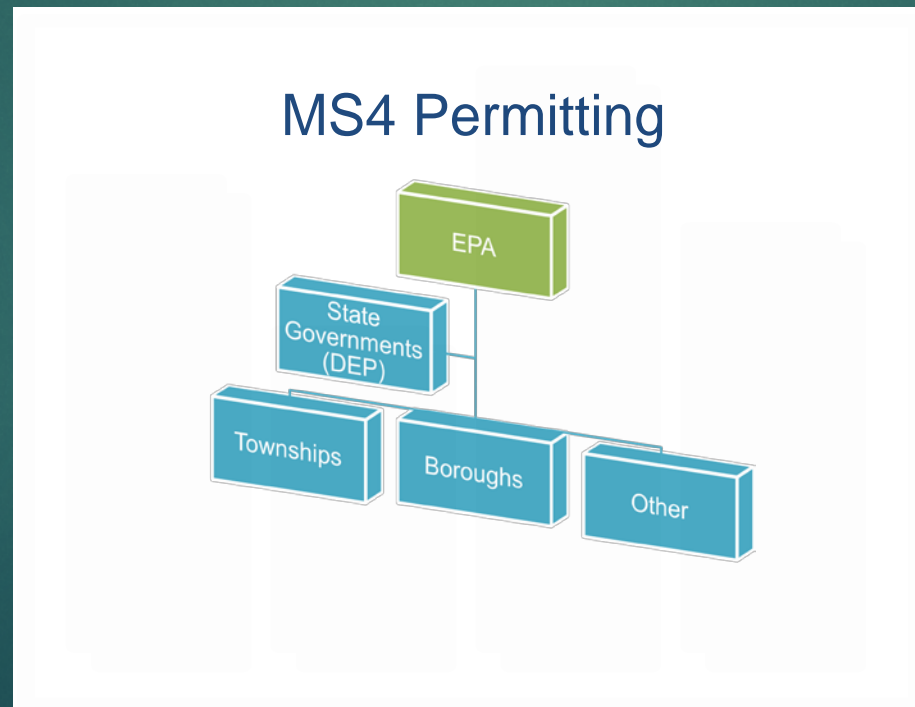 MS4 Permitting
EPA
State
Governments
(DEP)
Townships
Boroughs
Other